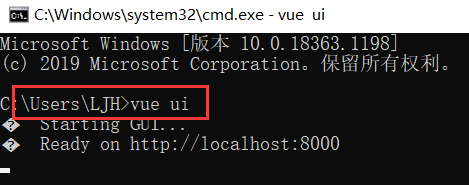 C:\Windows\system32\cmd.exe - vue ui
Microsoft Windows [版本 10.0.18363.1198]
(c) 2019 Microsoft Corporation。保留所有权利。
C:\Users\LJH>vue ui
� Starting GUI...
� Ready on http://localhost:8000